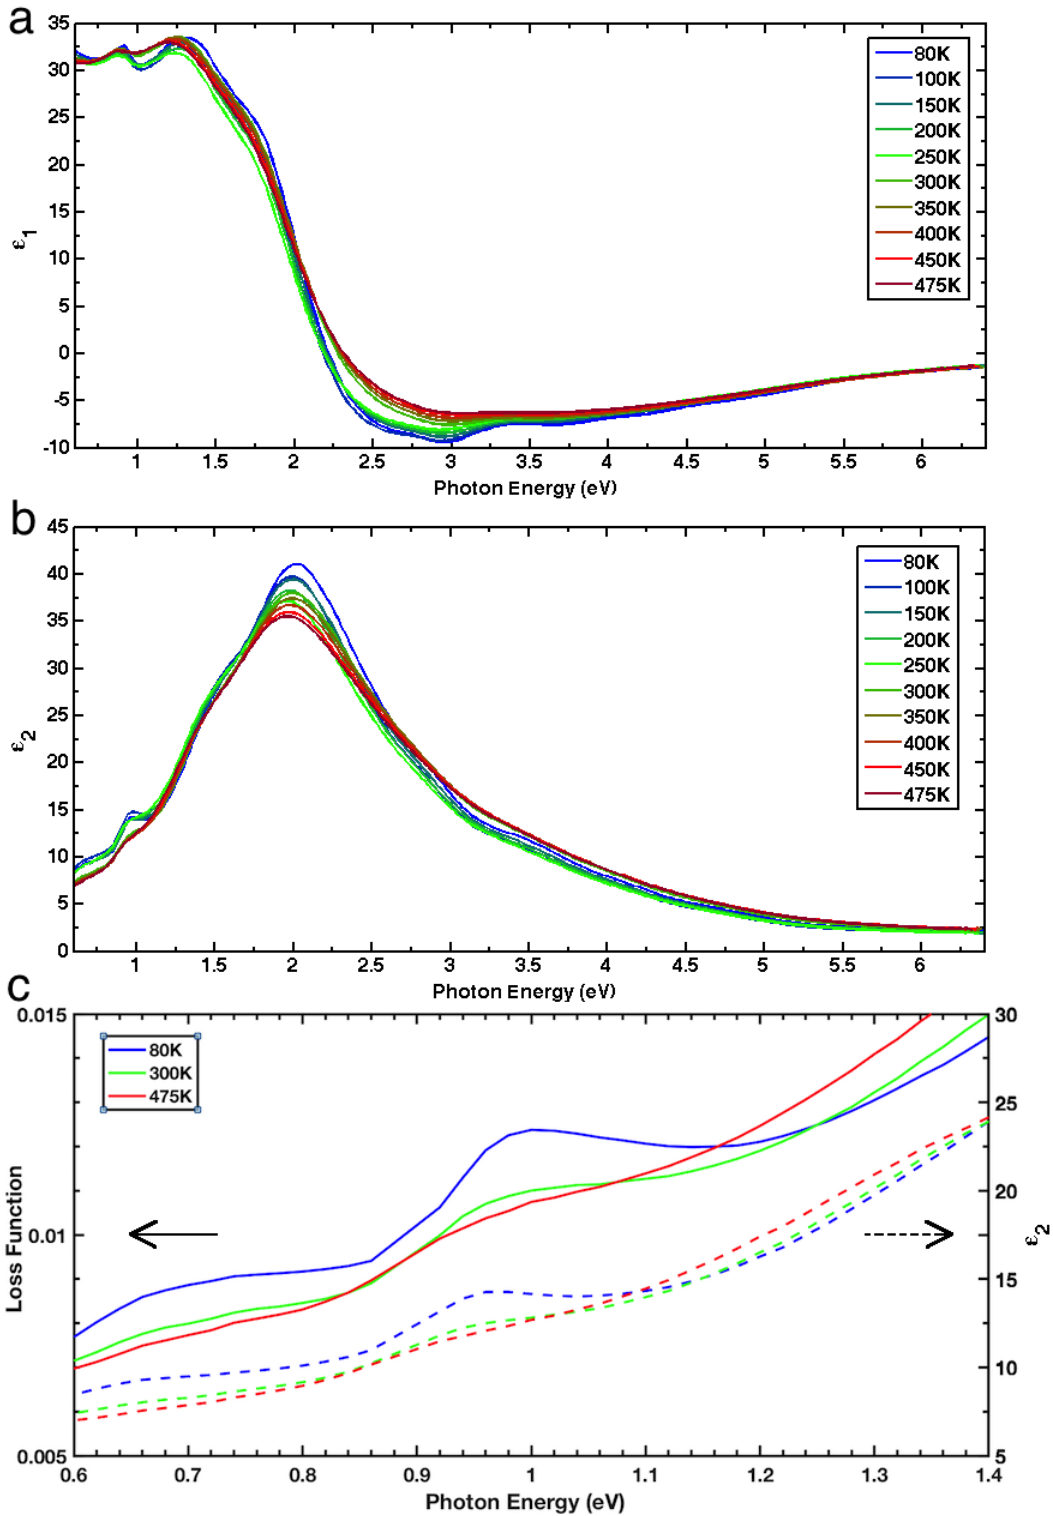 a
35
30
25
20
15
10
5
0
-5
-10
ε1
80K
100K
150K
200K
250K
300K
350K
400K
450K
475K
1 1.5 2 2.5 3 3.5 4 4.5 5 5.5 6
Photon Energy (eV)
b
45
40
35
30
25
20
15
10
5
0
ε2
80K
100K
150K
200K
250K
300K
350K
400K
450K
475K
1 1.5 2 2.5 3 3.5 4 4.5 5 5.5 6
Photon Energy (eV)
c
0.015
0.01
0.005
Loss Function
80K
300K
475K
30
25
20
15
10
5
ε2
0.6 0.7 0.8 0.9 1 1.1 1.2 1.3 1.4
Photon Energy (eV)